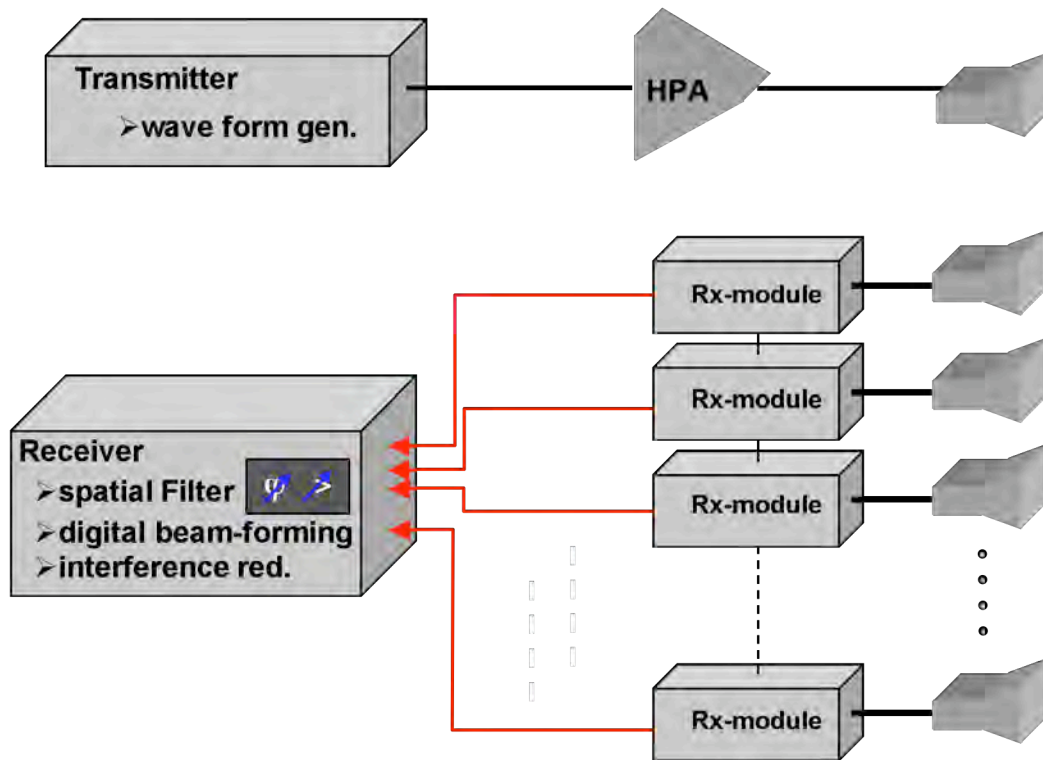 Transmitter
➢wave form gen.
HPA
Rx-module
Rx-module
Rx-module
Rx-module
Receiver
➢spatial Filter
➢digital beam-forming
➢interference red.